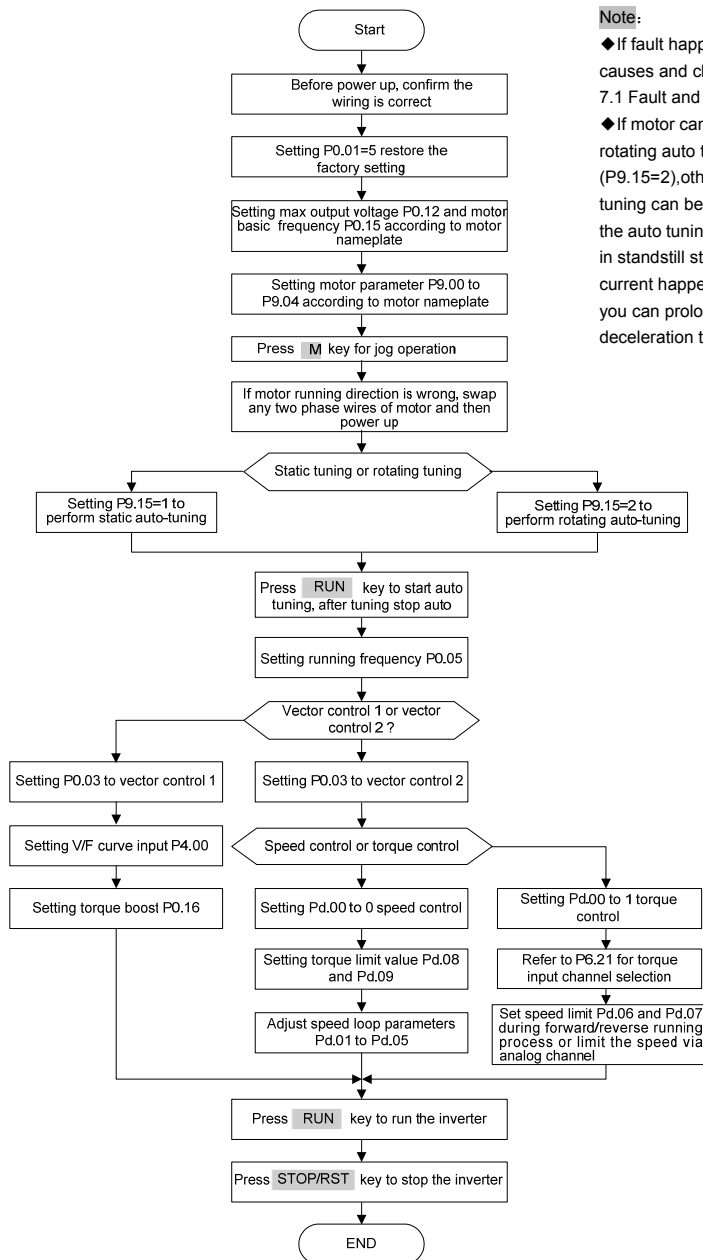 Start
Before power up, confirm the
wiring is correct
Setting P0.01=5 restore the
factory setting
Setting max output voltage P0.12 and motor
basic frequency P0.15 according to motor
nameplate
Setting motor parameter P9.00 to
P9.04 according to motor nameplate
Press M key for jog operation
If motor running direction is wrong, swap
any two phase wires of motor and then
power up
Static tuning or rotating tuning
Setting P9.15=1 to
perform static auto-tuning
Setting P9.15=2 to
perform rotating auto-tuning
Press RUN key to start auto
tuning, after tuning stop auto
Setting running frequency P0.05
Vector control 1 or vector
control 2 ?
Setting P0.03 to vector control 1
Setting P0.03 to vector control 2
Setting V/F curve input P4.00
Speed control or torque control
Setting torque boost P0.16
Setting Pd.00 to 0 speed control
Setting Pd.00 to 1 torque
control
Setting torque limit value Pd.08
and Pd.09
Refer to P6.21 for torque
input channel selection
Adjust speed loop parameters
Pd.01 to Pd.05
Set speed limit Pd.06 and Pd.07
during forward/reverse running
process or limit the speed via
analog channel
Press RUN key to run the inverter
Press STOP/RST key to stop the inverter
END
Note:
◆If fault happ
causes and c
7.1 Fault and
◆If motor car
rotating auto t
(P9.15=2),oth
tuning can be
the auto tunin
in standstill st
current happe
you can prolo
deceleration t